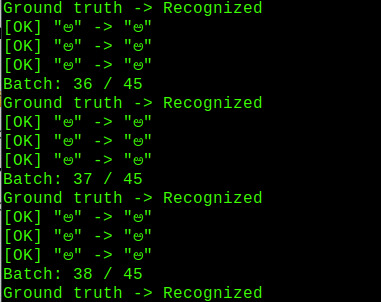 Ground truth -> Recognized
[OK] "ಅ" -> "ಅ"
[OK] "ಅ" -> "ಅ"
[OK] "ಅ" -> "ಅ"
Batch: 36 / 45
Ground truth -> Recognized
[OK] "ಅ" -> "ಅ"
[OK] "ಅ" -> "ಅ"
[OK] "ಅ" -> "ಅ"
Batch: 37 / 45
Ground truth -> Recognized
[OK] "ಅ" -> "ಅ"
[OK] "ಅ" -> "ಅ"
[OK] "ಅ" -> "ಅ"
Batch: 38 / 45
Ground truth -> Recognized